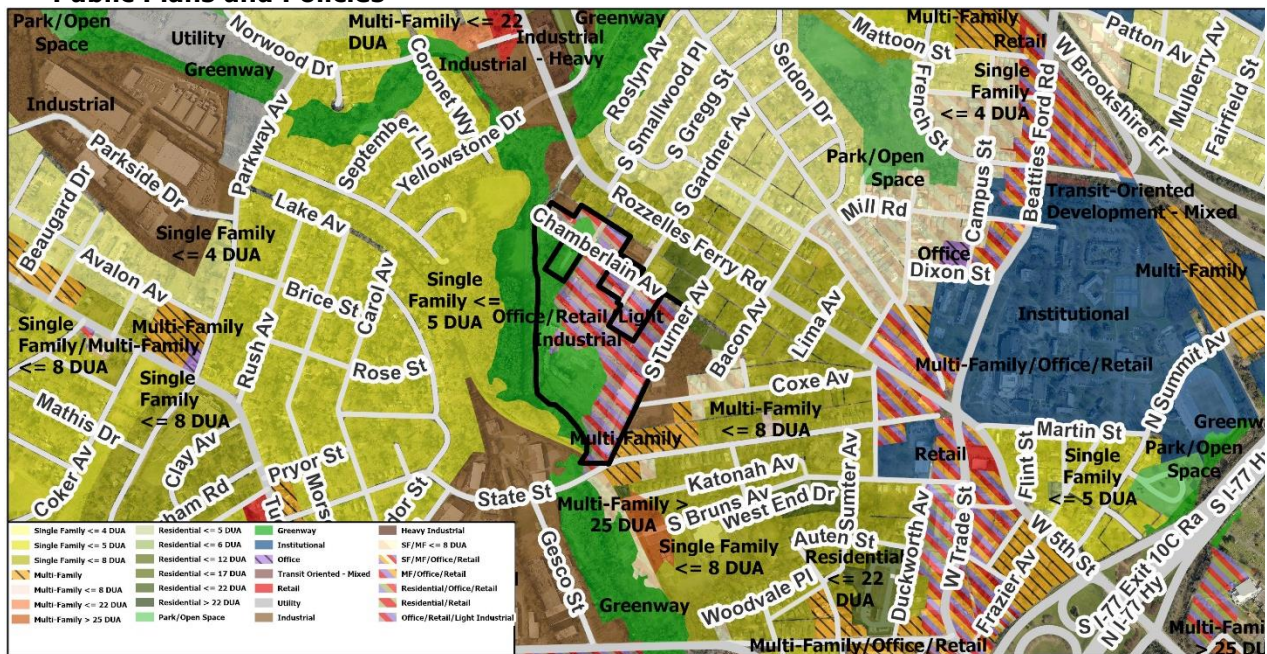 Public Plans and Policies
Park/Open
Space
Utility
Norwood Dr
Greenway
Multi-Family <= 22
DUA
Coronet Wy
Industrial
Industrial
- Heavy
Greenway
Roslyn Av
S Smallwood Pl
S Gregg St
S Gardner Av
Seldon Dr
Multi-Family
Mattoon St
French St
Retail
Single
Family
<= 4 DUA
W Brookshire Fr
Patton Av
Mulberry Av
Fairfield St
Industrial
Parkside Dr
Parkway Av
September Ln
Yellowstone Dr
Beaugard Dr
Lake Av
Single Family
<= 4 DUA
Avalon Av
Brice St
Carol Av
Rush Av
Rose St
Single
Family <=
5 DUA
Chamberlain Av
Rozzelles Ferry Rd
Park/Open
Space
Mill Rd
Campus St
Beatties Ford Rd
Transit-Oriented
Development - Mixed
Office
Dixon St
Multi-Family
Institutional
Office/Retail/Light
Industrial
S Turner Av
Bacon Av
Lima Av
Multi-Family/Office/Retail
N Summit Av
Single
Family/Multi-Family
<= 8 DUA
Multi-Family
Single
Family
<= 8 DUA
Mathis Dr
Clay Av
Coker Av
Pryor St
Coxe Av
Multi-Family
<= 8 DUA
Multi-Family
Martin St
Greenway
Park/Open
Space
Retail
Flint St
Single
Family
<= 5 DUA
State St
Katonah Av
Multi-Family >
25 DUA
S Bruns Av
West End Dr
Sumter Av
Auten St
Single Family
<= 8 DUA
Residential
<= 22
DUA
Duckworth Av
W Trade St
Frazier Av
W 5th St
S I-77 Exit 10C Ra
S I-77 Hy
N I-77 Hy
Gesco St
Greenway
Woodvale Pl
Multi-Family/Office/Retail
Multi-Family
> 25 DUA
Single Family <= 4 DUA
Single Family <= 5 DUA
Single Family <= 8 DUA
Multi-Family
Multi-Family <= 8 DUA
Multi-Family <= 22 DUA
Multi-Family > 25 DUA
Residential <= 5 DUA
Residential <= 6 DUA
Residential <= 12 DUA
Residential <= 17 DUA
Residential <= 22 DUA
Residential > 22 DUA
Park/Open Space
Greenway
Institutional
Office
Transit Oriented - Mixed
Retail
Utility
Industrial
Heavy Industrial
SF/MF <= 8 DUA
SF/MF/Office/Retail
MF/Office/Retail
Residential/Office/Retail
Residential/Retail
Office/Retail/Light Industrial